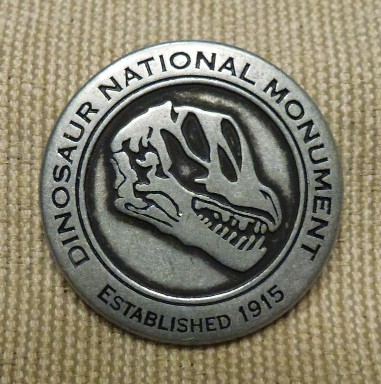 DINOSAUR NATIONAL MONUMENT
ESTABLISHED 1915